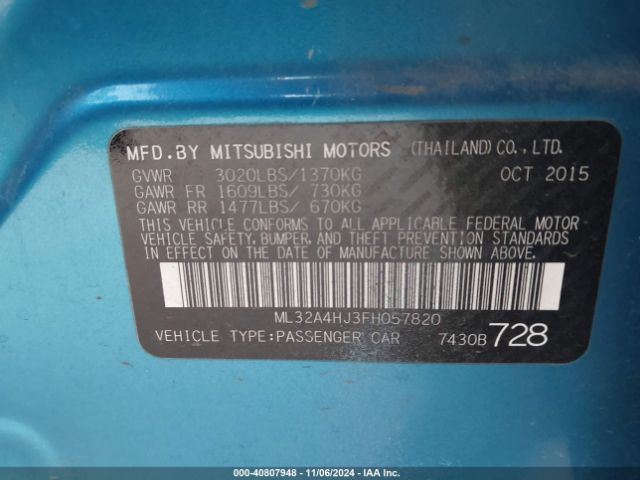 MFD.BY MITSUBISHI MOTORS (THAILAND)CO.,LTD.
GVWR 3020LBS/1370KG OCT 2015
GAWR FR 1609LBS/ 730KG
GAWR RR 1477LBS/ 670KG
THIS VEHICLE CONFORMS TO ALL APPLICABLE FEDERAL MOTOR
VEHICLE SAFETY, BUMPER, AND THEFT PREVENTION STANDARDS
IN EFFECT ON THE DATE OF MANUFACTURE SHOWN ABOVE.
ML32A4HJ3FH057820
VEHICLE TYPE:PASSENGER CAR 7430B 728
000-40807948 - 11/06/2024 - IAAI.COM